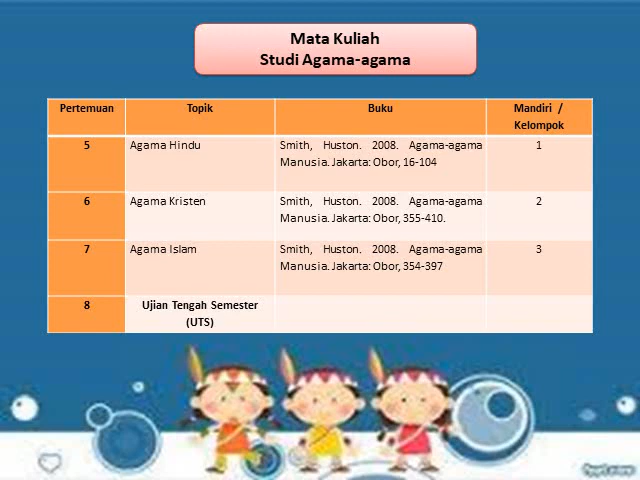 Mata Kuliah
Studi Agama-agama
Pertemuan Topik Buku Mandiri /
Kelompok
5 Agama Hindu Smith, Huston. 2008. Agama-agama 1
Manusia. Jakarta: Obor, 16-104
6 Agama Kristen Smith, Huston. 2008. Agama-agama 2
Manusia. Jakarta: Obor, 355-410.
7 Agama Islam Smith, Huston. 2008. Agama-agama 3
Manusia. Jakarta: Obor, 354-397
8 Ujian Tengah Semester
(UTS)